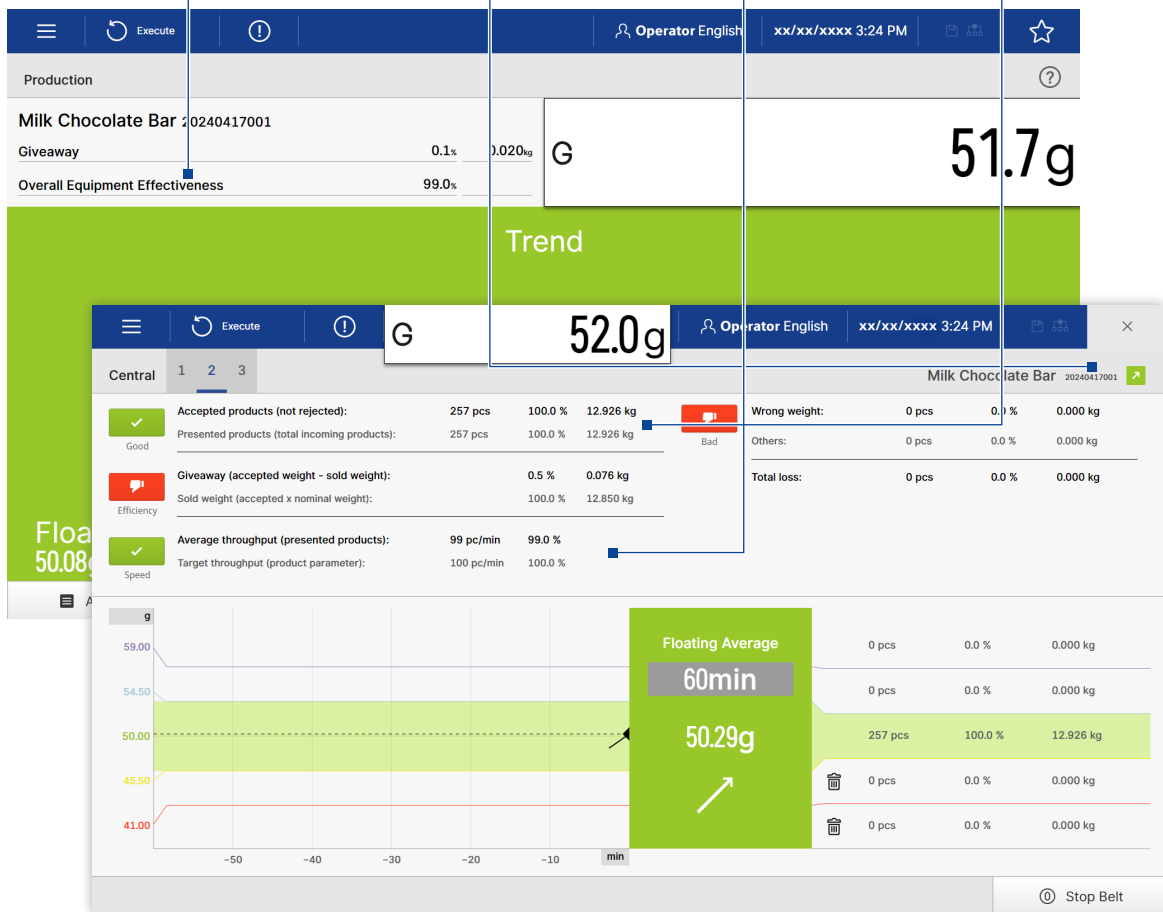 Execute
Operator English
xx/xx/xxxx 3:24 PM
Production
Milk Chocolate Bar 20240417001
Giveaway 0.1% 0.020kg
Overall Equipment Effectiveness 99.0%
G 51.7g
Trend
Floa
50.08g
A
Execute
G 52.0g
Operator English
xx/xx/xxxx 3:24 PM
Central 1 2 3
Milk Chocolate Bar 20240417001
Good
Accepted products (not rejected): 257 pcs 100.0 % 12.926 kg
Presented products (total incoming products): 257 pcs 100.0 % 12.926 kg
Bad
Wrong weight: 0 pcs 0.0 % 0.000 kg
Others: 0 pcs 0.0 % 0.000 kg
Total loss: 0 pcs 0.0 % 0.000 kg
Efficiency
Giveaway (accepted weight - sold weight): 0.5 % 0.076 kg
Sold weight (accepted x nominal weight): 100.0 % 12.850 kg
Speed
Average throughput (presented products): 99 pc/min 99.0 %
Target throughput (product parameter): 100 pc/min 100.0 %
g
59.00
54.50
50.00
45.50
41.00
-50 -40 -30 -20 -10 min
Floating Average
60min
50.29g
0 pcs 0.0 % 0.000 kg
0 pcs 0.0 % 0.000 kg
257 pcs 100.0 % 12.926 kg
0 pcs 0.0 % 0.000 kg
0 pcs 0.0 % 0.000 kg
Stop Belt